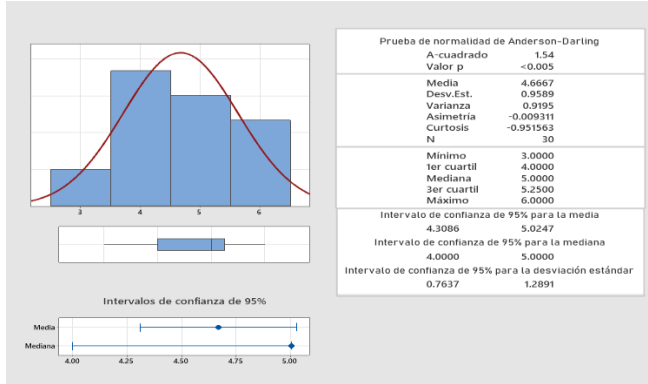 3 4 5 6
Intervalos de confianza de 95%
Media
Mediana
4.00 4.25 4.50 4.75 5.00
Prueba de normalidad de Anderson-Darling
A-cuadrado 1.54
Valor p <0.005
Media 4.6667
Desv.Est. 0.9589
Varianza 0.9195
Asimetría -0.009311
Curtosis -0.951563
N 30
Mínimo 3.0000
1er cuartil 4.0000
Mediana 5.0000
3er cuartil 5.2500
Máximo 6.0000
Intervalo de confianza de 95% para la media
4.3086 5.0247
Intervalo de confianza de 95% para la mediana
4.0000 5.0000
Intervalo de confianza de 95% para la desviación estándar
0.7637 1.2891